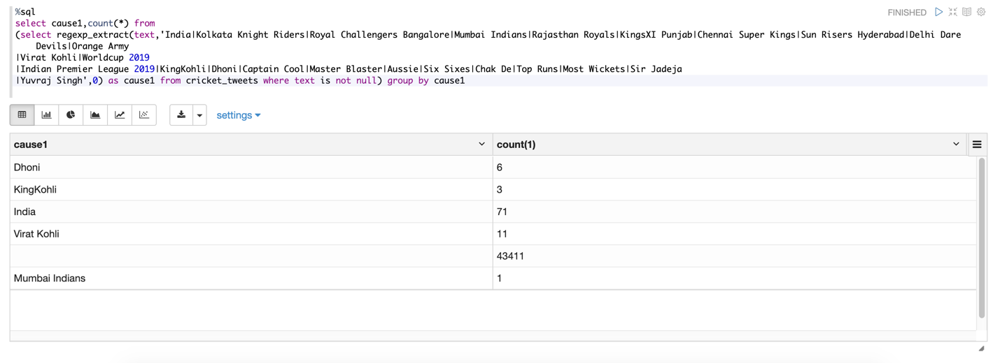 %sql
FINISHED
select cause1,count(*) from
(select regexp_extract(text,'India|Kolkata Knight Riders|Royal Challengers Bangalore|Mumbai Indians|Rajasthan Royals|KingsXI Punjab|Chennai Super Kings|Sun Risers Hyderabad|Delhi Dare
Devils|Orange Army
|Virat Kohli|Worldcup 2019
|Indian Premier League 2019|KingKohli|Dhoni|Captain Cool|Master Blaster|Aussie|Six Sixes|Chak De|Top Runs|Most Wickets|Sir Jadeja
|Yuvraj Singh',0) as cause1 from cricket_tweets where text is not null) group by cause1
settings
cause1 count(1)
Dhoni 6
KingKohli 3
India 71
Virat Kohli 11
43411
Mumbai Indians 1